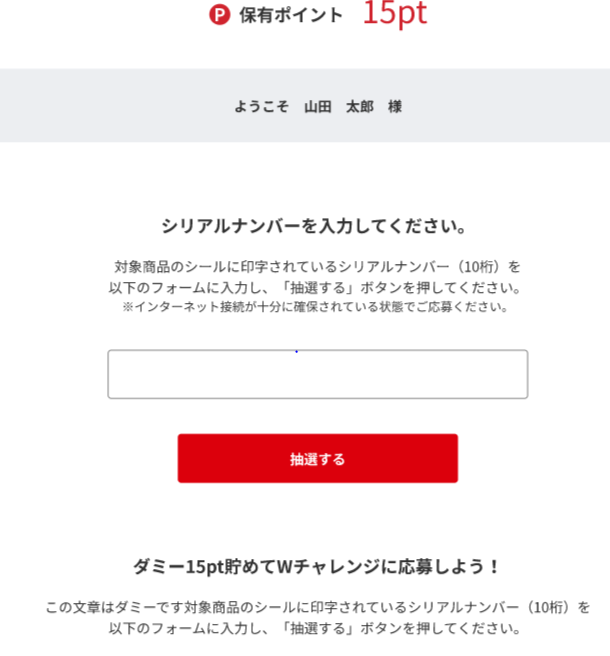 P 保有ポイント 15pt
ようこそ 山田 太郎 様
シリアルナンバーを入力してください。
対象商品のシールに印字されているシリアルナンバー（10桁）を
以下のフォームに入力し、「抽選する」ボタンを押してください。
※インターネット接続が十分に確保されている状態でご応募ください。
抽選する
ダミー15pt貯めてWチャレンジに応募しよう！
この文章はダミーです対象商品のシールに印字されているシリアルナンバー（10桁）を
以下のフォームに入力し、「抽選する」ボタンを押してください。